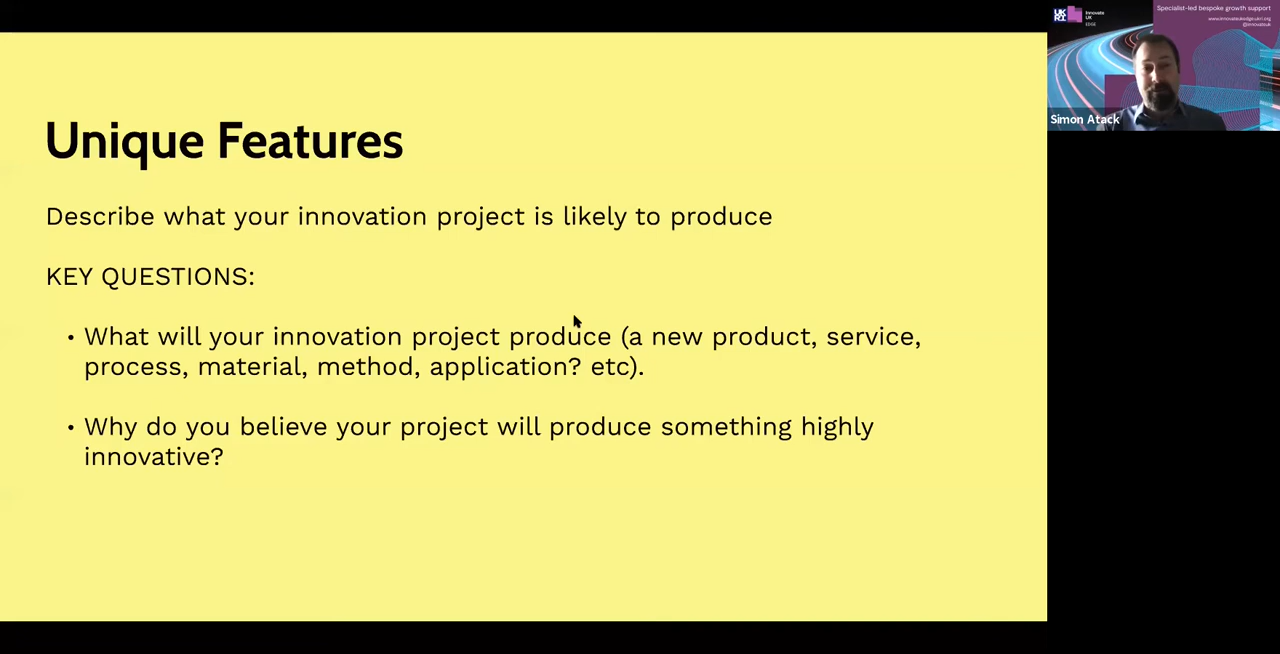 Unique Features
Describe what your innovation project is likely to produce
KEY QUESTIONS:
• What will your innovation project produce (a new product, service,
process, material, method, application? etc).
• Why do you believe your project will produce something highly
innovative?
UKRI
Innovate
UK
EDGE
Specialist-led bespoke growth support
www.innovateukedge.ukri.org
@innovateuk
Simon Atack